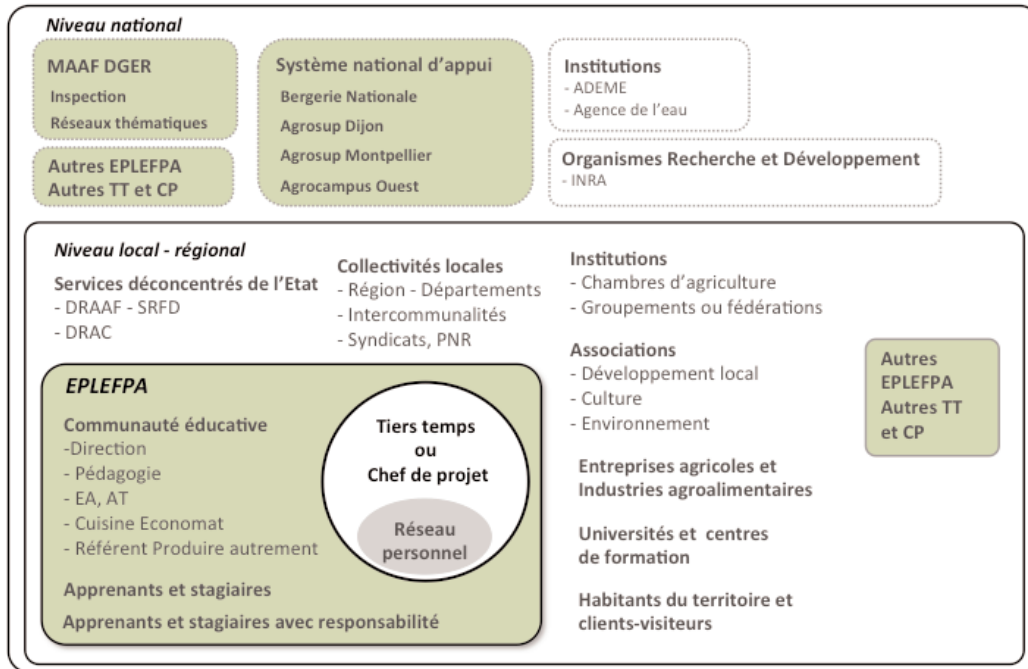 Niveau national
MAAF DGER
Inspection
Réseaux thématiques
Autres EPLEFPA
Autres TT et CP
Système national d'appui
Bergerie Nationale
Agrosup Dijon
Agrosup Montpellier
Agrocampus Ouest
Institutions
- ADEME
- Agence de l'eau
Organismes Recherche et Développement
- INRA
Niveau local - régional
Services déconcentrés de l'Etat
- DRAAF - SRFD
- DRAC
Collectivités locales
- Région - Départements
- Intercommunalités
- Syndicats, PNR
Institutions
- Chambres d'agriculture
- Groupements ou fédérations
Associations
- Développement local
- Culture
- Environnement
Entreprises agricoles et
Industries agroalimentaires
Universités et centres
de formation
Habitants du territoire et
clients-visiteurs
Autres
EPLEFPA
Autres TT
et CP
EPLEFPA
Communauté éducative
-Direction
- Pédagogie
- EA, AT
- Cuisine Economat
- Référent Produire autrement
Apprenants et stagiaires
Apprenants et stagiaires avec responsabilité
Tiers temps
ou
Chef de projet
Réseau
personnel